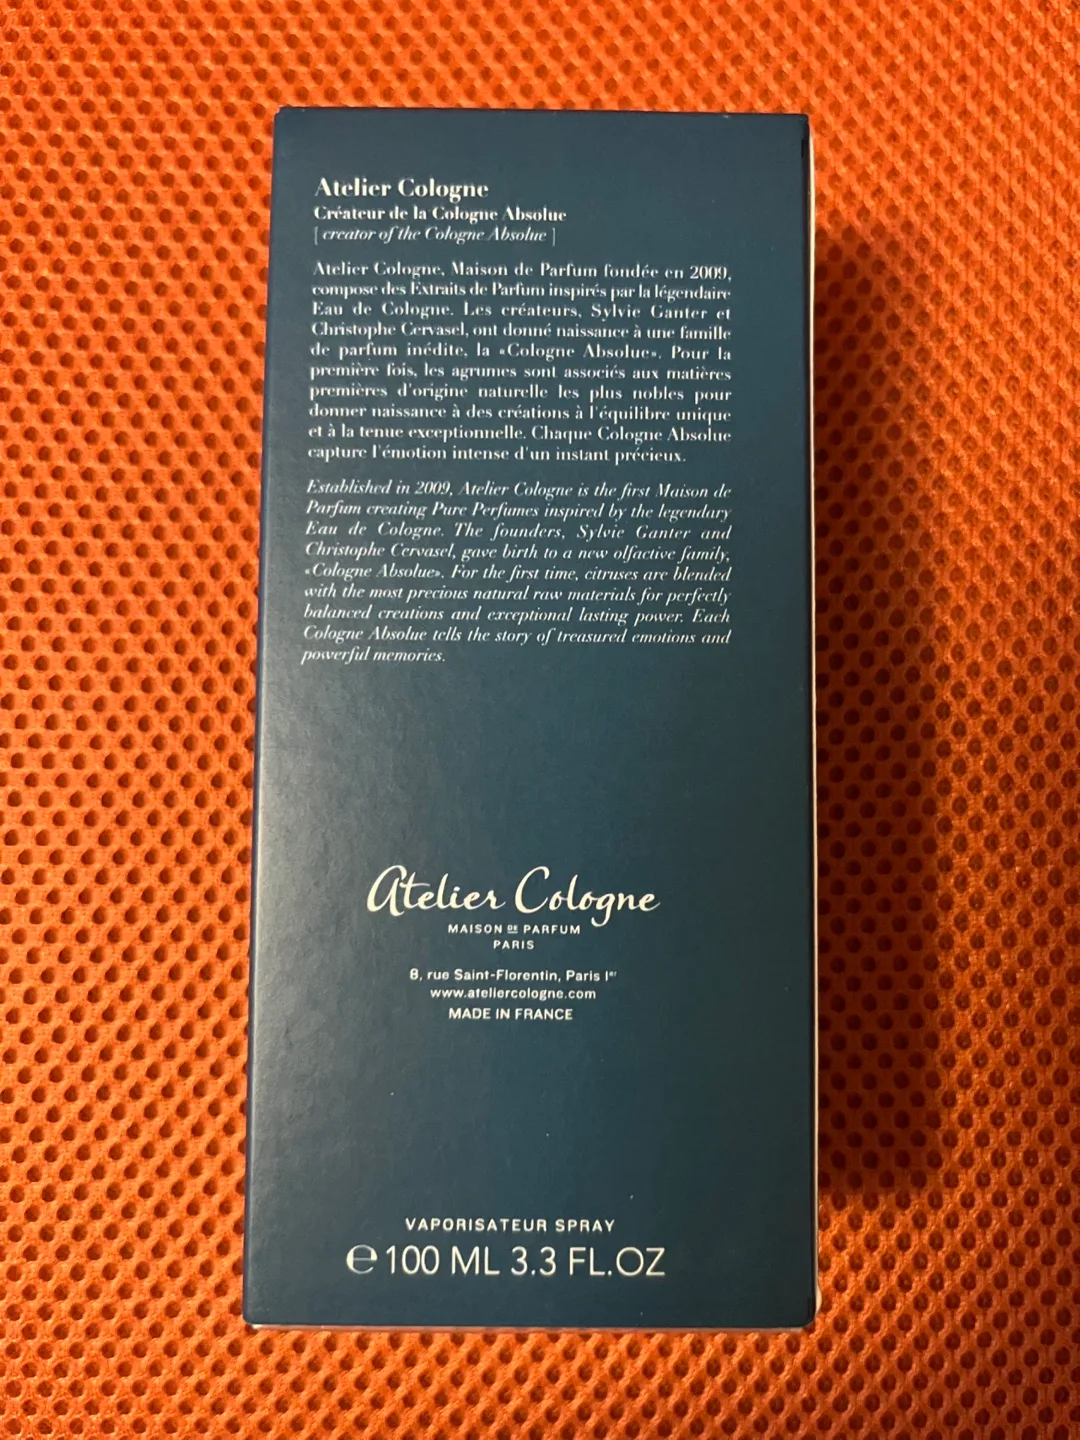 Atelier Cologne
Créateur de la Cologne Absolue
[ creator of the Cologne Absolue ]
Atelier Cologne, Maison de Parfum fondée en 2009,
compose des Extraits de Parfum inspirés par la légendaire
Eau de Cologne. Les créateurs, Sylvie Ganter et
Christophe Cervasel, ont donné naissance à une famille
de parfum inédite, la «Cologne Absolue». Pour la
première fois, les agrumes sont associés aux matières
premières d'origine naturelle les plus nobles pour
donner naissance à des créations à l'équilibre unique
et à la tenue exceptionnelle. Chaque Cologne Absolue
capture l'émotion intense d'un instant précieux.
Established in 2009, Atelier Cologne is the first Maison de
Parfum creating Pure Perfumes inspired by the legendary
Eau de Cologne. The founders, Sylvie Ganter and
Christophe Cervasel, gave birth to a new olfactive family,
«Cologne Absolue». For the first time, citruses are blended
with the most precious natural raw materials for perfectly
balanced creations and exceptional lasting power. Each
Cologne Absolue tells the story of treasured emotions and
powerful memories.
Atelier Cologne
MAISON DE PARFUM
PARIS
8, rue Saint-Florentin, Paris Ier
www.ateliercologne.com
MADE IN FRANCE
VAPORISATEUR SPRAY
℮ 100 ML 3.3 FL.OZ